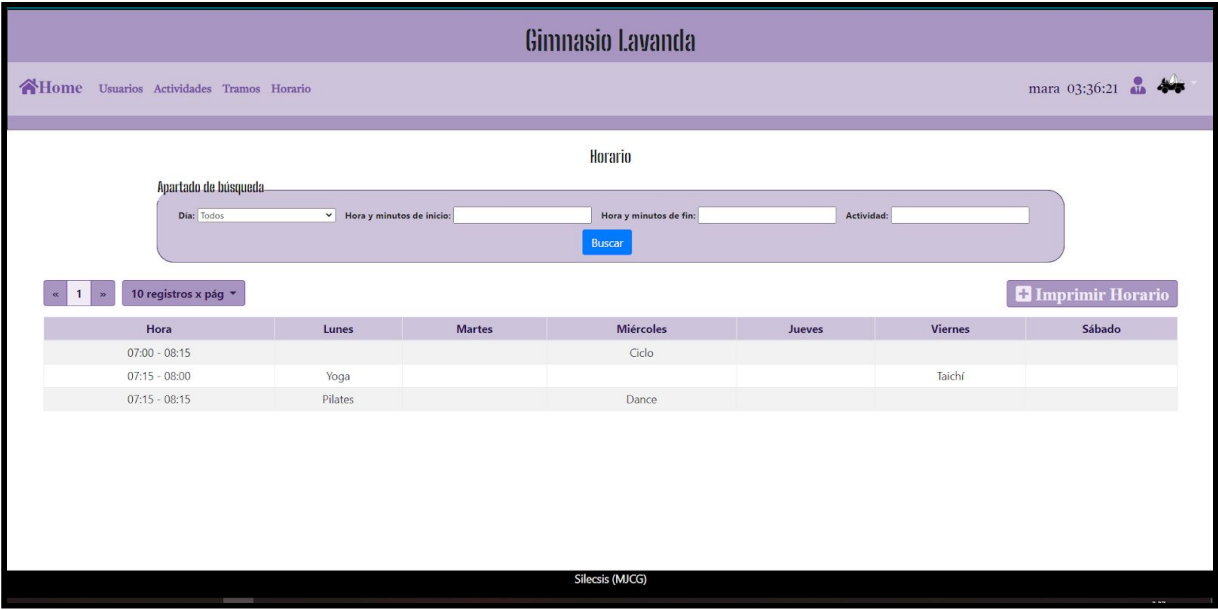 Gimnasio Lavanda
Home Usuarios Actividades Tramos Horario mara 03:36:21
Horario
Apartado de búsqueda
Día: Todos Hora y minutos de inicio: Hora y minutos de fin: Actividad:
Buscar
« 1 » 10 registros x pág Imprimir Horario
Hora Lunes Martes Miércoles Jueves Viernes Sábado
07:00 - 08:15 Ciclo
07:15 - 08:00 Yoga Taichí
07:15 - 08:15 Pilates Dance
Silecsis (MJCG)